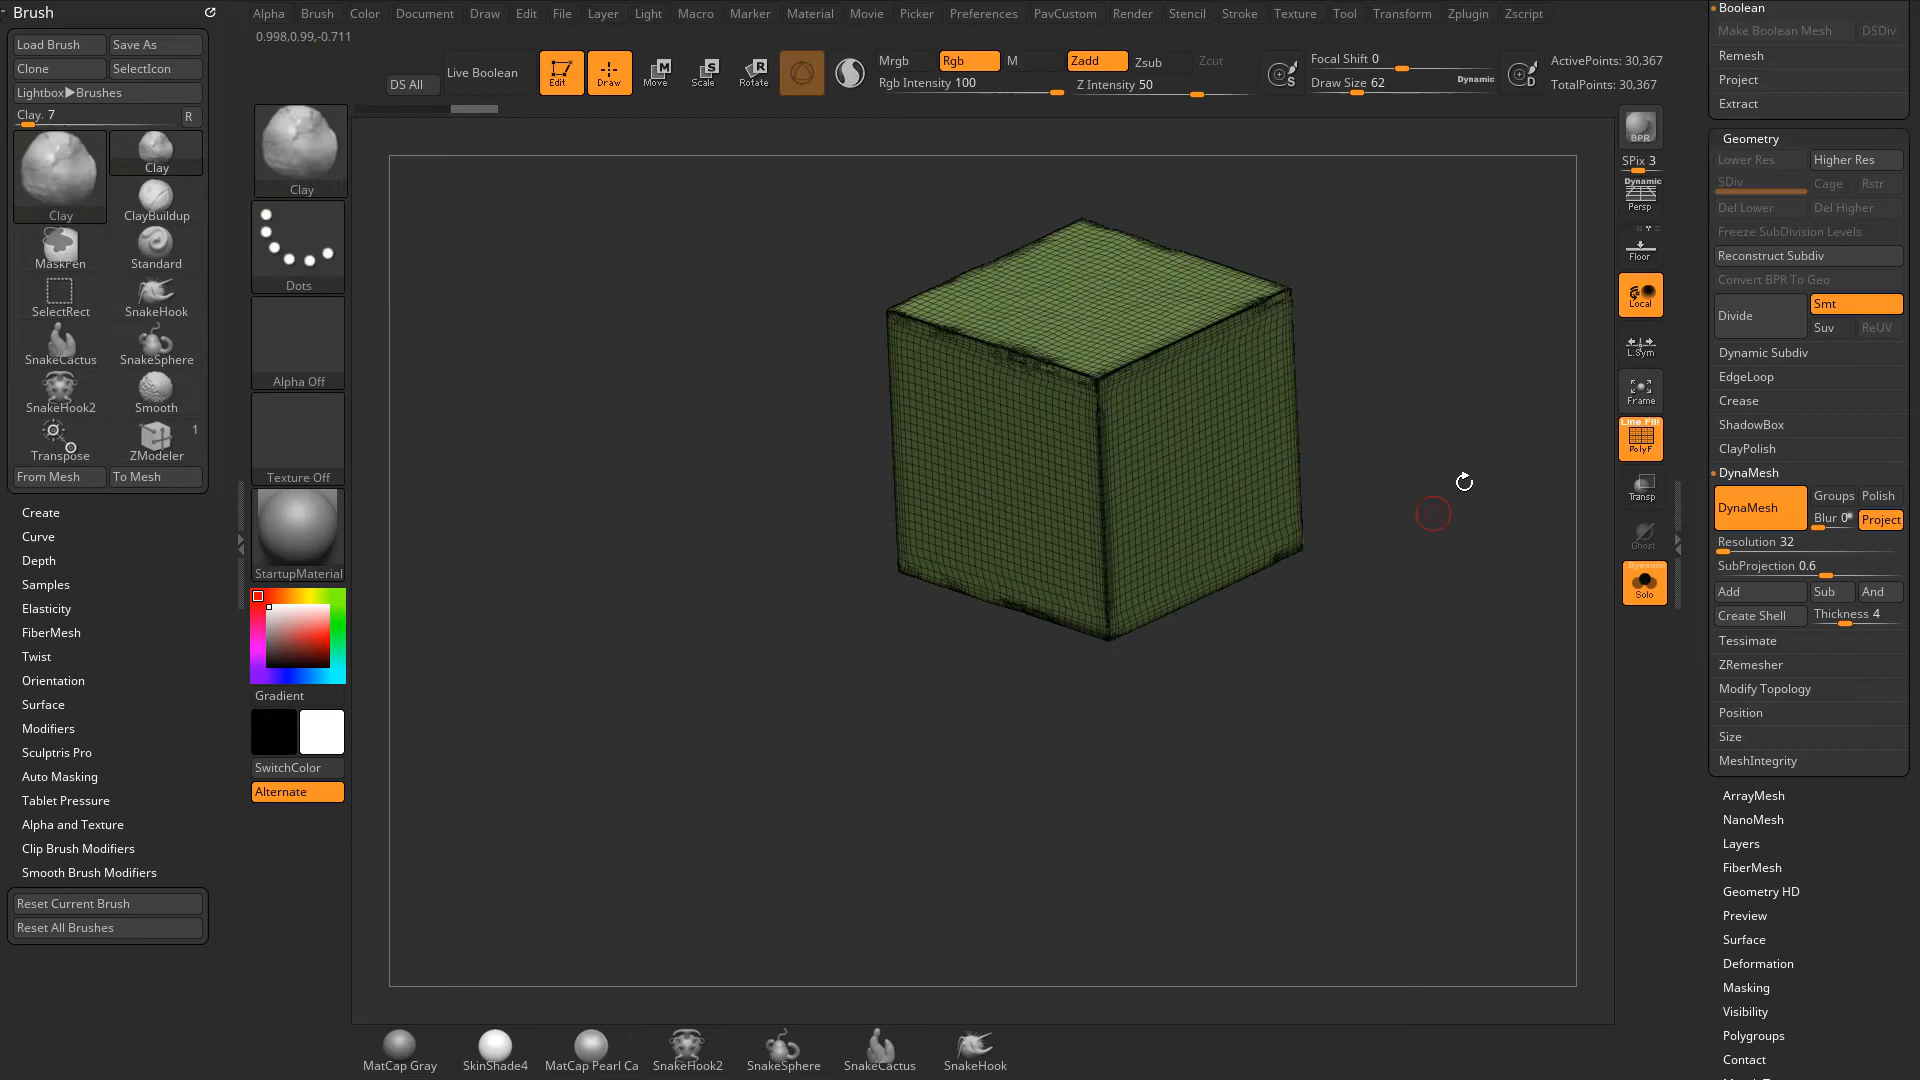 Brush
Load Brush Save As
Clone SelectIcon
Lightbox▶Brushes
Clay. 7 R
Clay Clay
ClayBuildup
MaskPen Standard
SelectRect SnakeHook
SnakeCactus SnakeSphere
SnakeHook2 Smooth
1
Transpose ZModeler
From Mesh To Mesh
Create
Curve
Depth
Samples
Elasticity
FiberMesh
Twist
Orientation
Surface
Modifiers
Sculptris Pro
Auto Masking
Tablet Pressure
Alpha and Texture
Clip Brush Modifiers
Smooth Brush Modifiers
Reset Current Brush
Reset All Brushes
Alpha Brush Color Document Draw Edit File Layer Light Macro Marker Material Movie Picker Preferences PavCustom Render Stencil Stroke Texture Tool Transform Zplugin Zscript
0.998,0.99,-0.711
DS All Live Boolean Edit Draw Move Scale Rotate
Mrgb Rgb M Zadd Zsub Zcut
Rgb Intensity 100 Z Intensity 50
Focal Shift 0
Draw Size 62 Dynamic
ActivePoints: 30,367
TotalPoints: 30,367
Clay
Dots
Alpha Off
Texture Off
StartupMaterial
Gradient
SwitchColor
Alternate
BPR
SPix 3
Dynamic
Persp
Floor
Local
L.Sym
Frame
Line Fill
PolyF
Transp
Ghost
Dynamic
Solo
Boolean
Make Boolean Mesh DSDiv
Remesh
Project
Extract
Geometry
Lower Res Higher Res
SDiv Cage Rstr
Del Lower Del Higher
Freeze SubDivision Levels
Reconstruct Subdiv
Convert BPR To Geo
Divide Smt
Suv ReUV
Dynamic Subdiv
EdgeLoop
Crease
ShadowBox
ClayPolish
DynaMesh
DynaMesh Groups Polish
Blur 0 Project
Resolution 32
SubProjection 0.6
Add Sub And
Create Shell Thickness 4
Tessimate
ZRemesher
Modify Topology
Position
Size
MeshIntegrity
ArrayMesh
NanoMesh
Layers
FiberMesh
Geometry HD
Preview
Surface
Deformation
Masking
Visibility
Polygroups
Contact
MatCap Gray SkinShade4 MatCap Pearl Ca SnakeHook2 SnakeSphere SnakeCactus SnakeHook